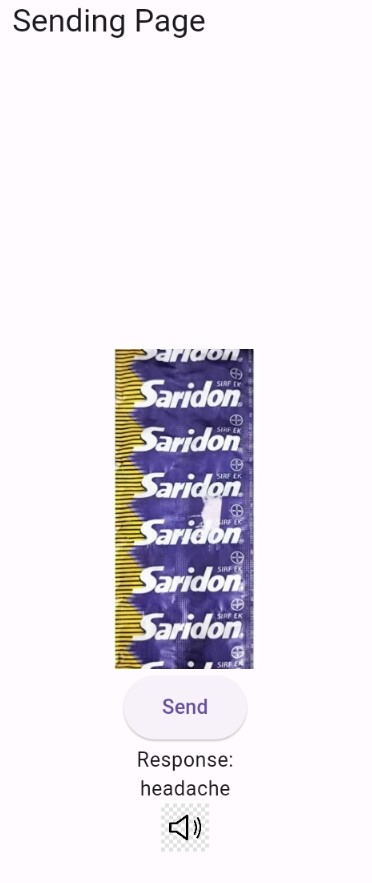 Sending Page
Saridon
SIRF EK
Saridon
SIRF EK
Saridon
SIRF EK
Saridon
SIRF EK
Saridon
SIRF EK
Saridon
SIRF EK
Saridon
SIRF EK
Send
Response:
headache